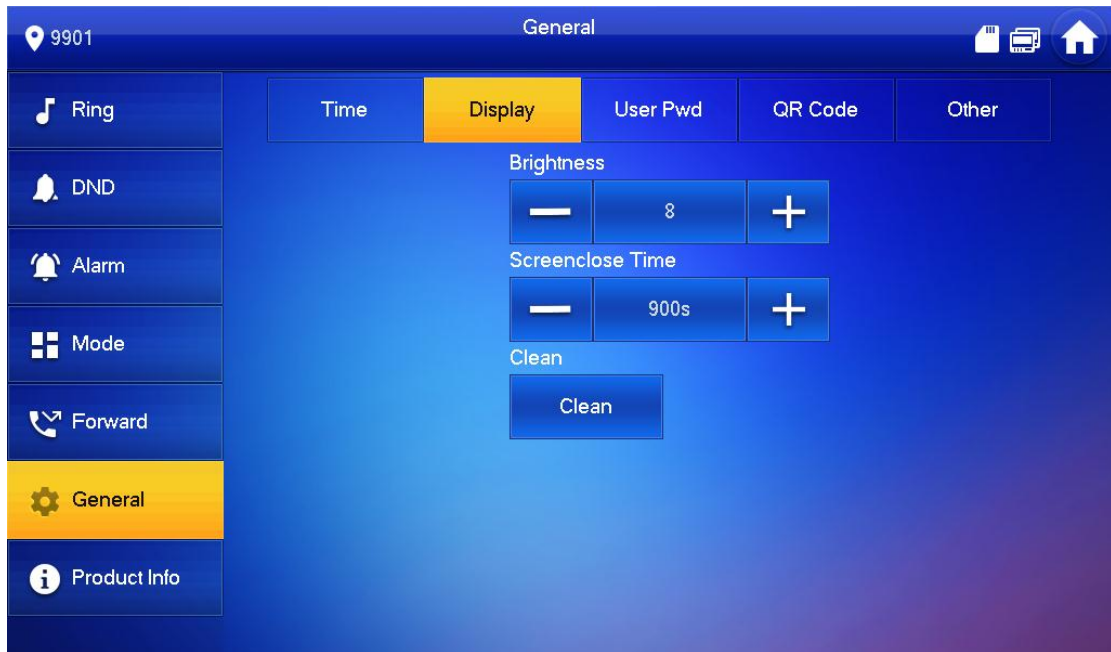 9901
General
Ring
DND
Alarm
Mode
Forward
General
Product Info
Time
Display
User Pwd
QR Code
Other
Brightness
8
Screenclose Time
900s
Clean
Clean